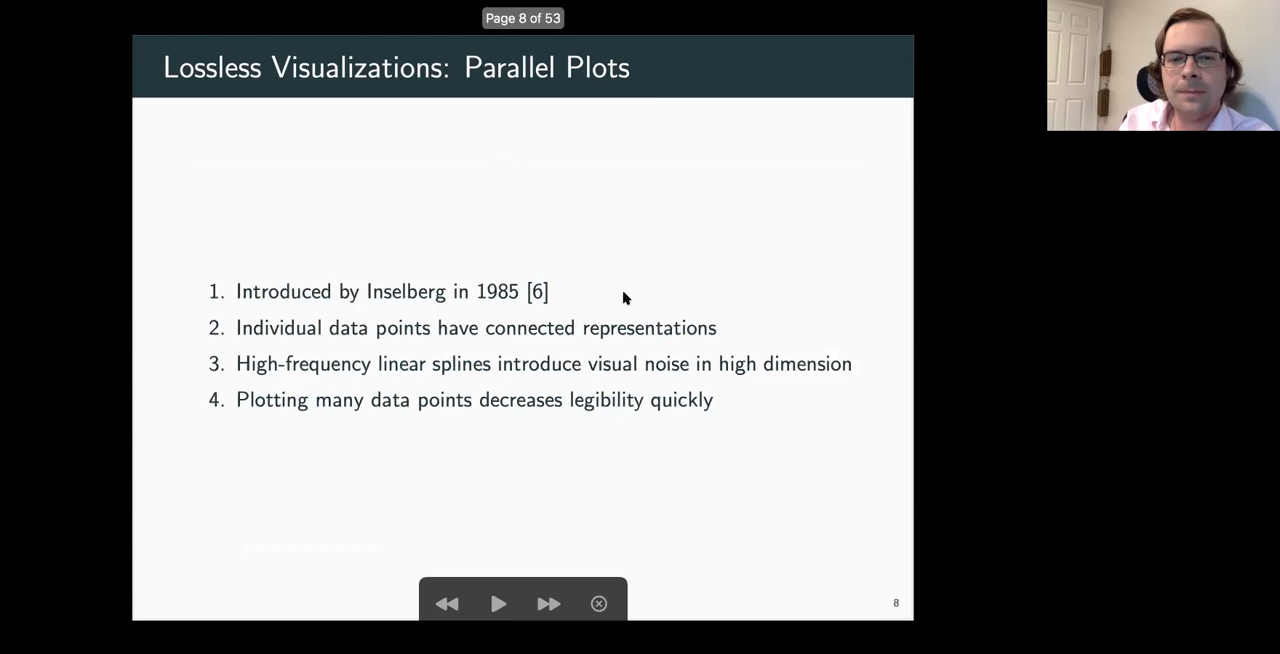 Page 8 of 53
Lossless Visualizations: Parallel Plots
1. Introduced by Inselberg in 1985 [6]
2. Individual data points have connected representations
3. High-frequency linear splines introduce visual noise in high dimension
4. Plotting many data points decreases legibility quickly
8